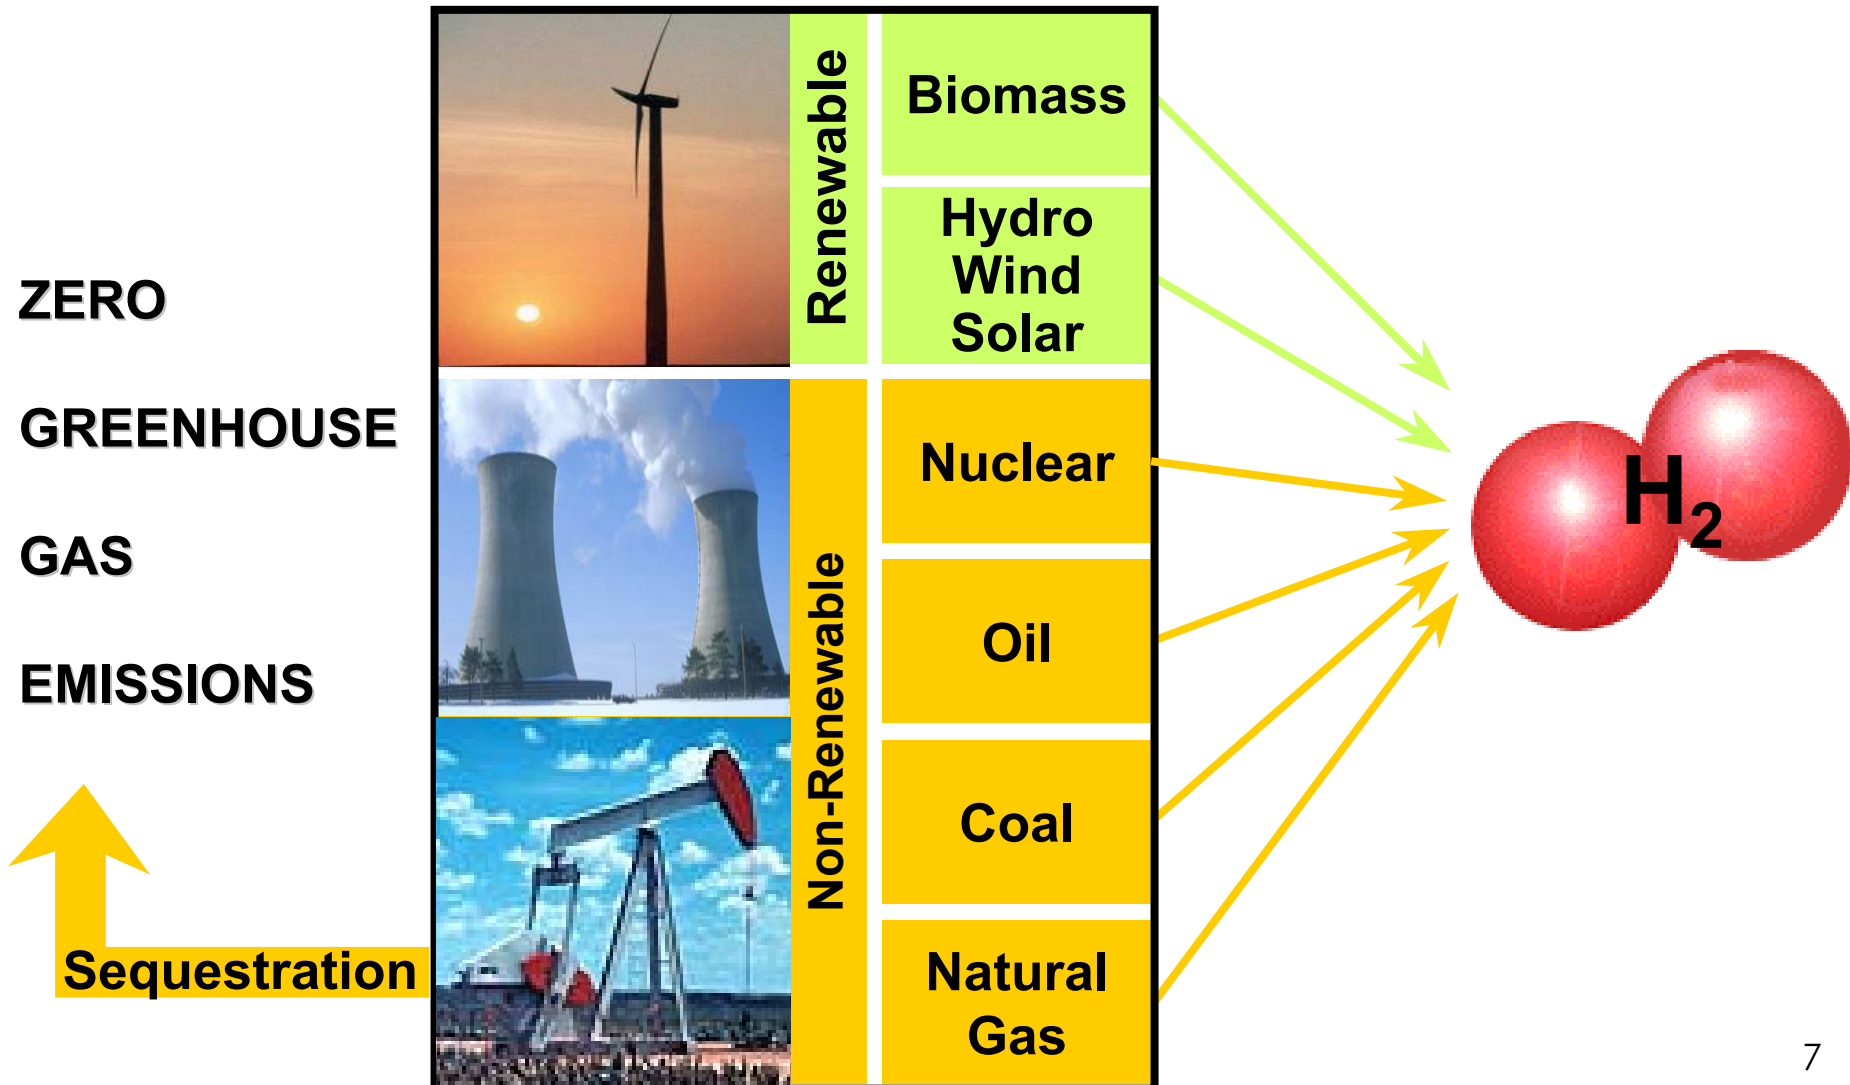 ZERO
GREENHOUSE
GAS
EMISSIONS
Sequestration
Renewable
Biomass
Hydro
Wind
Solar
Non-Renewable
Nuclear
Oil
Coal
Natural
Gas
H₂
7